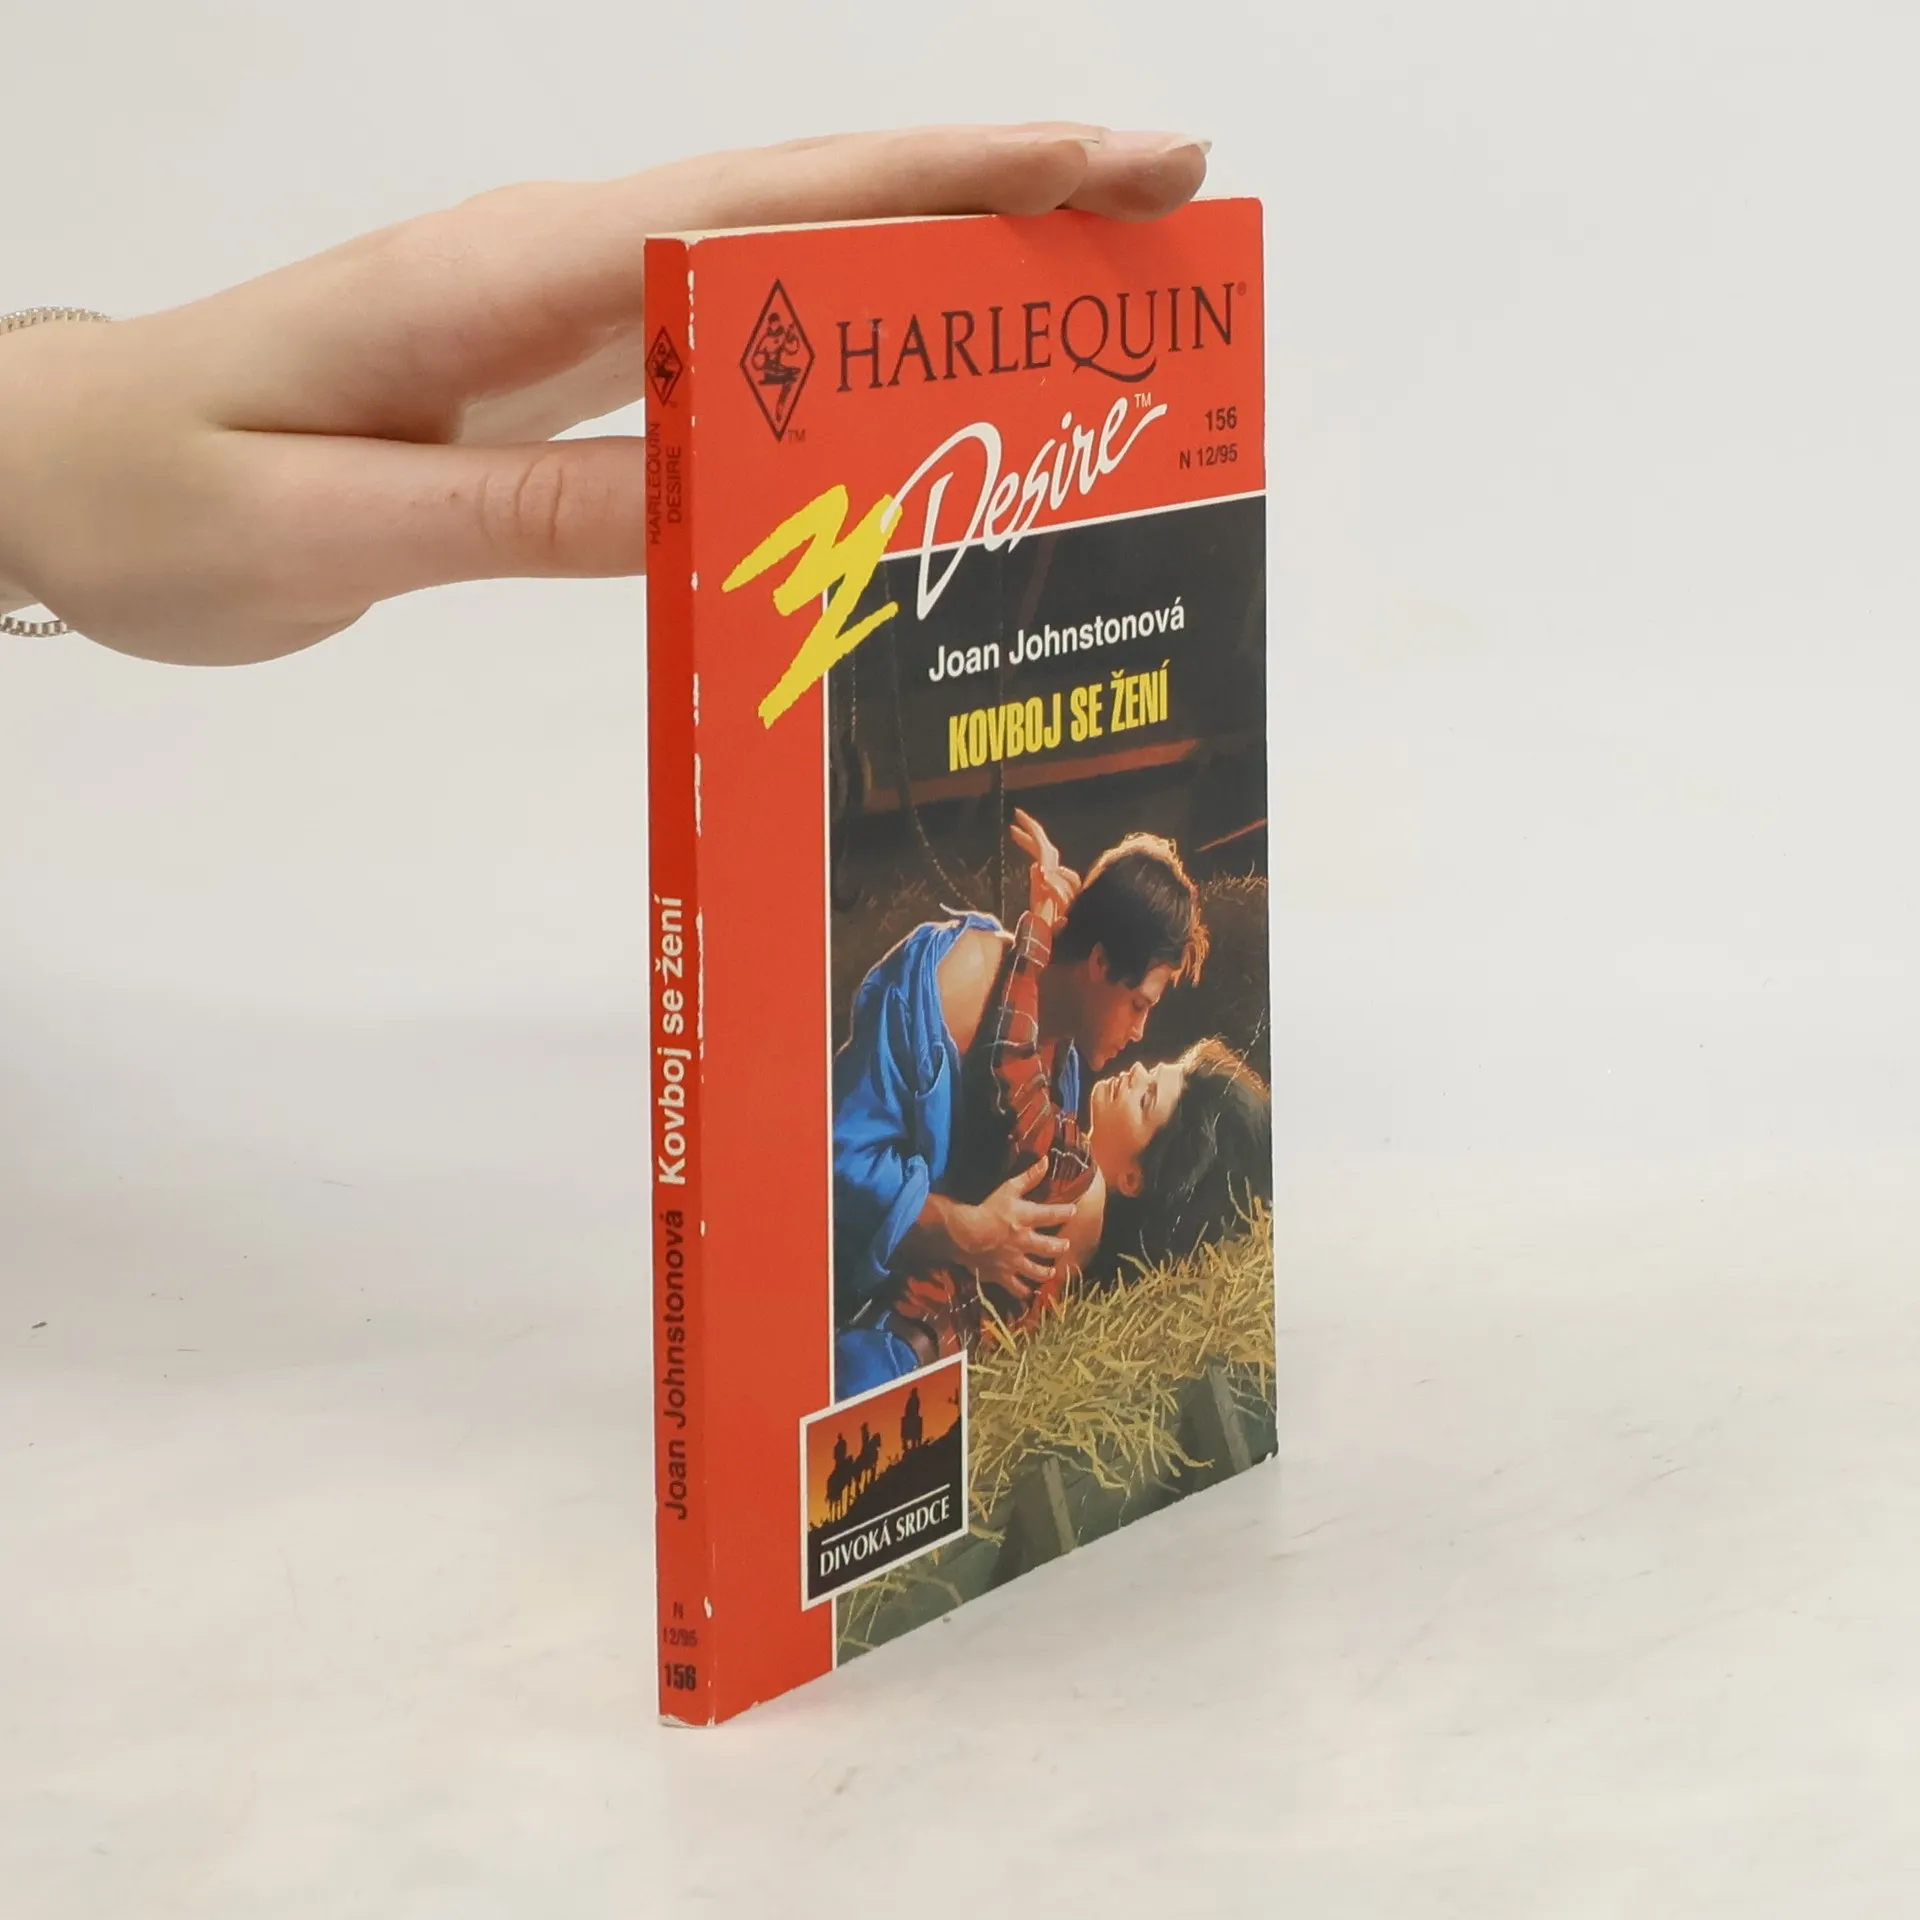 HARLEQUIN®
™
Desire™
156
N 12/95
Joan Johnstonová
KOVBOJ SE ŽENÍ
DIVOKÁ SRDCE
HARLEQUIN
DESIRE
Joan Johnstonová Kovboj se žení
N
12/95
156